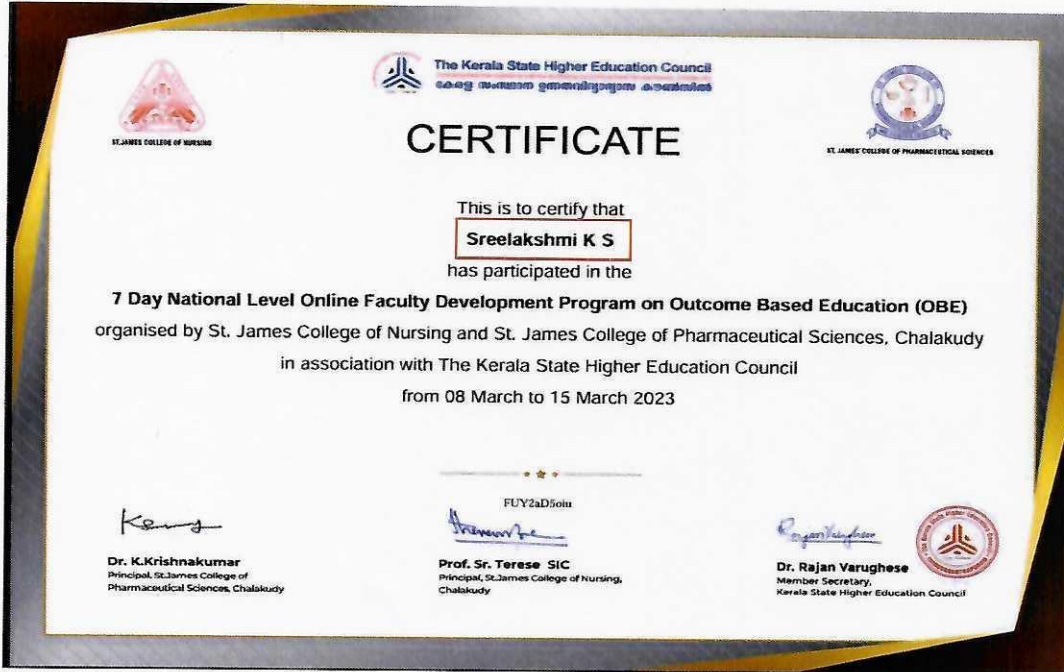 The Kerala State Higher Education Council
കേരള സംസ്ഥാന ഉന്നതവിദ്യാഭ്യാസ കൗൺസിൽ
ST.JAMES COLLEGE OF NURSING
ST. JAMES' COLLEGE OF PHARMACEUTICAL SCIENCES
CERTIFICATE
This is to certify that
Sreelakshmi K S
has participated in the
7 Day National Level Online Faculty Development Program on Outcome Based Education (OBE)
organised by St. James College of Nursing and St. James College of Pharmaceutical Sciences, Chalakudy
in association with The Kerala State Higher Education Council
from 08 March to 15 March 2023
FUY2aD5oiu
Dr. K.Krishnakumar
Principal, St.James College of
Pharmaceutical Sciences, Chalakudy
Prof. Sr. Terese SIC
Principal, St.James College of Nursing,
Chalakudy
Dr. Rajan Varughese
Member Secretary,
Kerala State Higher Education Council